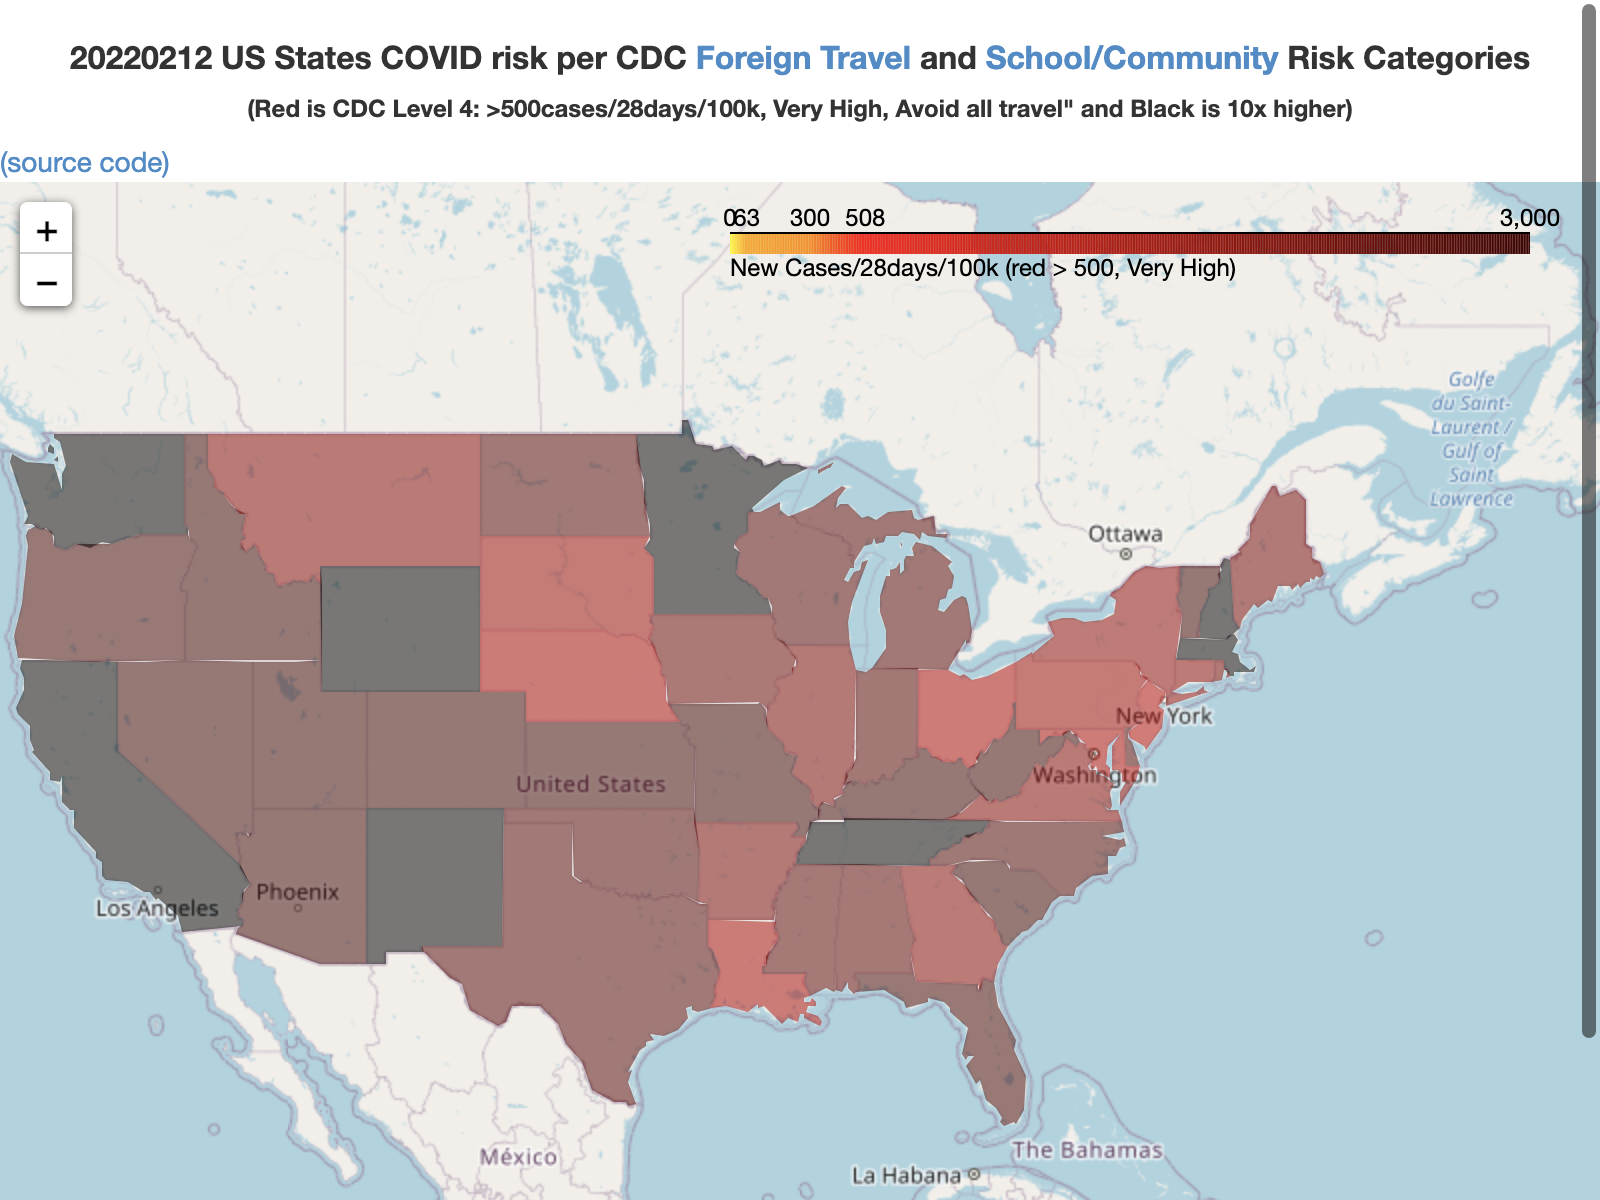 20220212 US States COVID risk per CDC Foreign Travel and School/Community Risk Categories
(Red is CDC Level 4: >500cases/28days/100k, Very High, Avoid all travel" and Black is 10x higher)
(source code)
+
−
0 63 300 508 3,000
New Cases/28days/100k (red > 500, Very High)
Golfe
du Saint-
Laurent /
Gulf of
Saint
Lawrence
Ottawa
New York
Washington
United States
Phoenix
Los Angeles
México
The Bahamas
La Habana